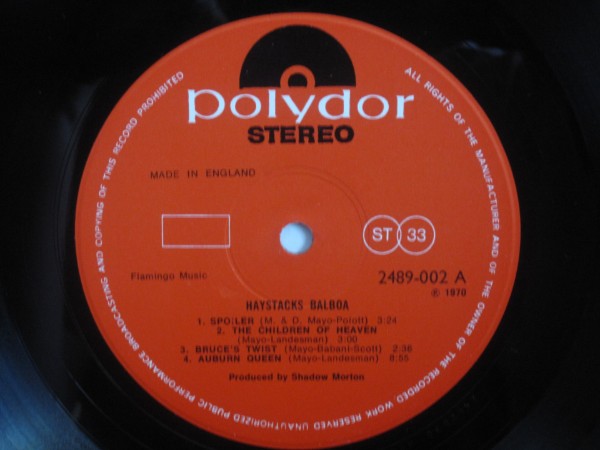 polydor
STEREO
MADE IN ENGLAND
ST 33
Flamingo Music
2489-002 A
℗ 1970
HAYSTACKS BALBOA
1. SPOILER (M. & D. Mayo-Polott) 3:24
2. THE CHILDREN OF HEAVEN
(Mayo-Landesman) 3:00
3. BRUCE'S TWIST (Mayo-Babani-Scott) 2:38
4. AUBURN QUEEN (Mayo-Landesman) 8:55
Produced by Shadow Morton
ALL RIGHTS OF THE MANUFACTURER AND OF THE OWNER OF THE RECORDED WORK RESERVED UNAUTHORIZED PUBLIC PERFORMANCE BROADCASTING AND COPYING OF THIS RECORD PROHIBITED